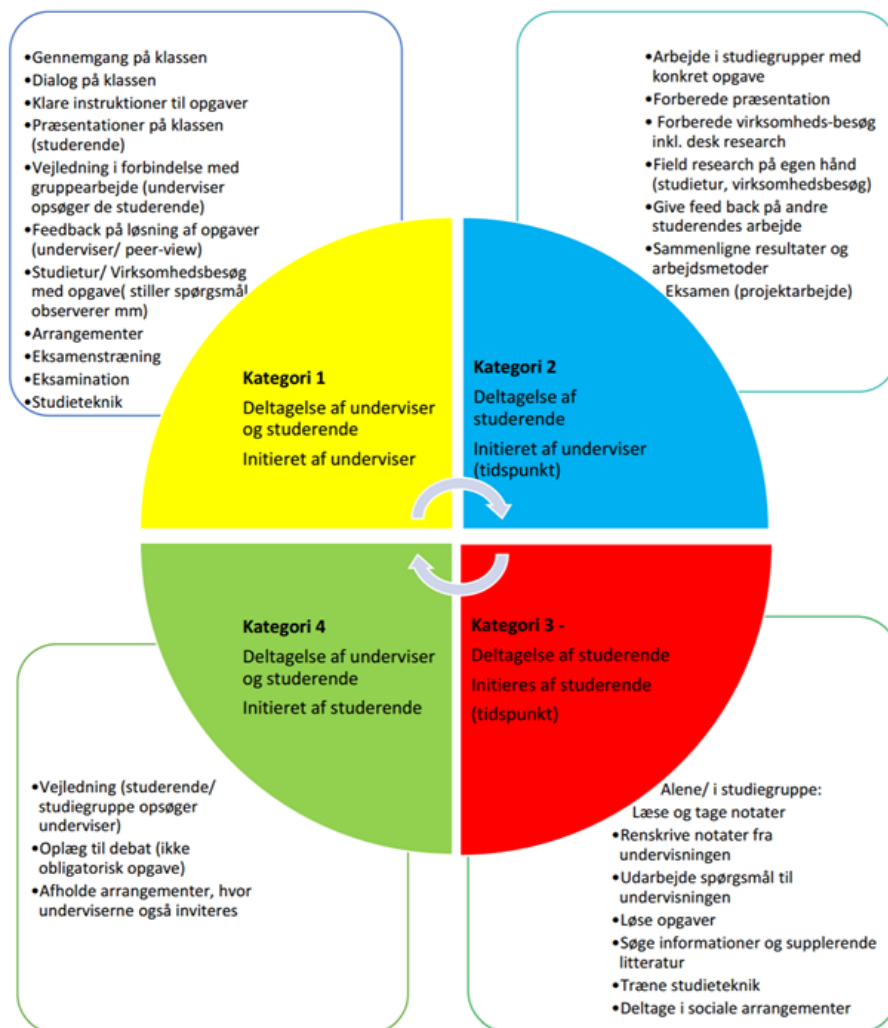 •Gennemgang på klassen
•Dialog på klassen
•Klare instruktioner til opgaver
•Præsentationer på klassen
(studerende)
•Vejledning i forbindelse med
gruppearbejde (underviser
opsøger de studerende)
•Feedback på løsning af opgaver
(underviser/ peer-view)
•Studietur/ Virksomhedsbesøg
med opgave( stiller spørgsmål
observerer mm)
•Arrangementer
•Eksamenstræning
•Eksamination
•Studieteknik
•Arbejde i studiegrupper med
konkret opgave
•Forberede præsentation
• Forberede virksomheds-besøg
inkl. desk research
•Field research på egen hånd
(studietur, virksomhedsbesøg)
•Give feed back på andre
studerendes arbejde
•Sammenligne resultater og
arbejdsmetoder
Eksamen (projektarbejde)
Kategori 1
Deltagelse af underviser
og studerende
Initieret af underviser
Kategori 2
Deltagelse af
studerende
Initieret af underviser
(tidspunkt)
Kategori 4
Deltagelse af underviser
og studerende
Initieret af studerende
Kategori 3 -
Deltagelse af studerende
Initieres af studerende
(tidspunkt)
•Vejledning (studerende/
studiegruppe opsøger
underviser)
•Oplæg til debat (ikke
obligatorisk opgave)
•Afholde arrangementer, hvor
underviserne også inviteres
Alene/ i studiegruppe:
Læse og tage notater
•Renskrive notater fra
undervisningen
•Udarbejde spørgsmål til
undervisningen
•Løse opgaver
•Søge informationer og supplerende
litteratur
•Træne studieteknik
•Deltage i sociale arrangementer